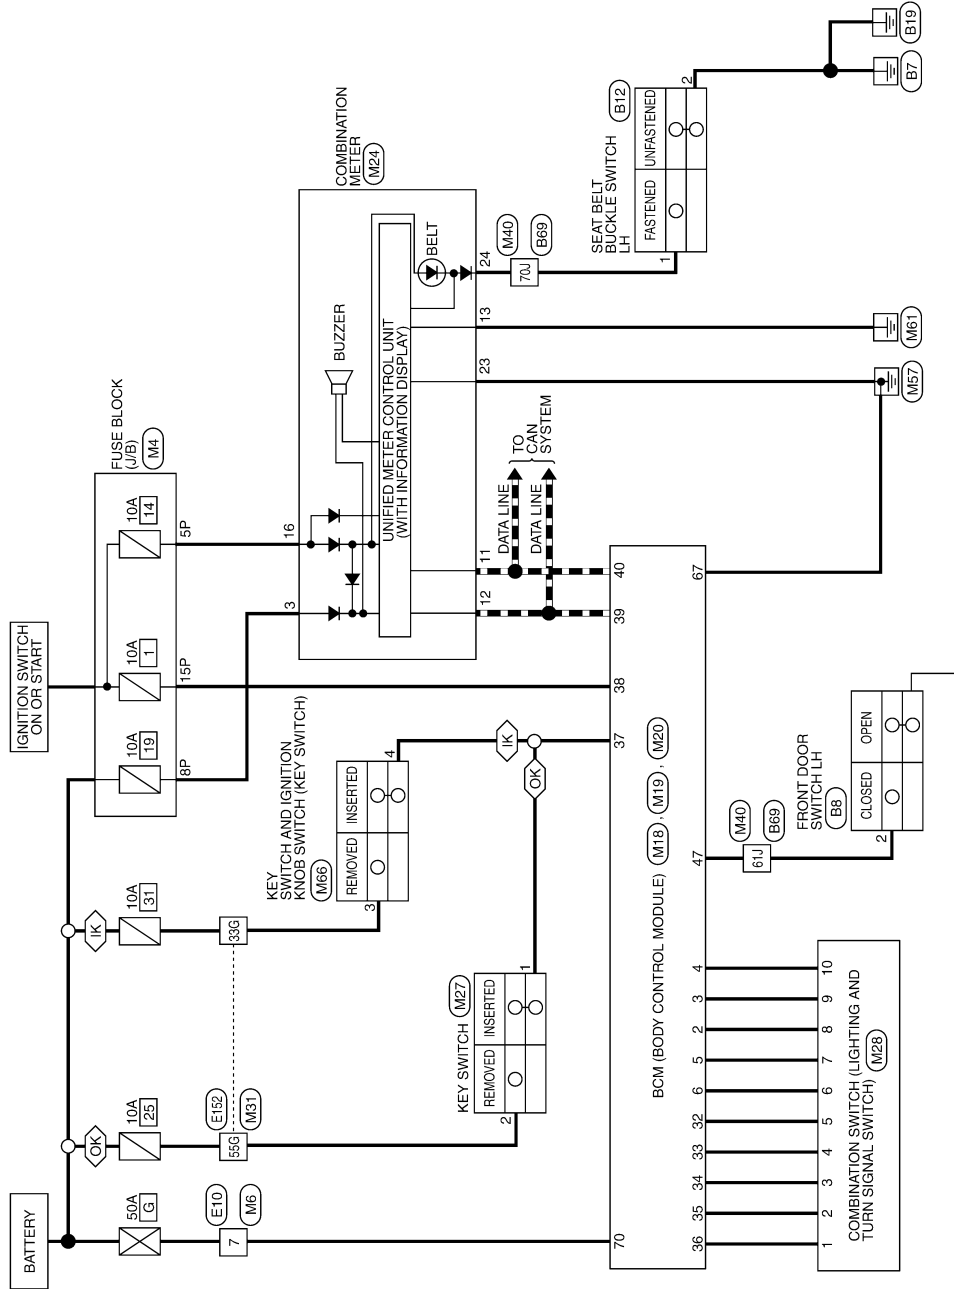 BATTERY
IGNITION SWITCH
ON OR START
50A
G
OK
10A
25
IK
10A
31
10A
19
10A
1
10A
14
FUSE BLOCK
(J/B)
M4
8P
15P
5P
7
E10
M6
55G
E152
M31
33G
KEY
SWITCH AND IGNITION
KNOB SWITCH (KEY SWITCH)
M66
REMOVED
INSERTED
3
4
KEY SWITCH
M27
REMOVED
INSERTED
2
1
IK
OK
COMBINATION
METER
M24
3
16
BUZZER
UNIFIED METER CONTROL UNIT
(WITH INFORMATION DISPLAY)
BELT
12
11
23
13
24
DATA LINE
DATA LINE
TO
CAN
SYSTEM
70J
M40
B69
SEAT BELT
BUCKLE SWITCH
LH
B12
FASTENED
UNFASTENED
1
2
M57
M61
B7
B19
70
37
38
39
40
BCM (BODY CONTROL MODULE)
M18
,
M19
,
M20
36
35
34
33
32
6
5
2
3
4
47
67
1
2
3
4
5
6
7
8
9
10
COMBINATION SWITCH (LIGHTING AND
TURN SIGNAL SWITCH)
M28
61J
M40
B69
FRONT DOOR
SWITCH LH
B8
CLOSED
OPEN
2